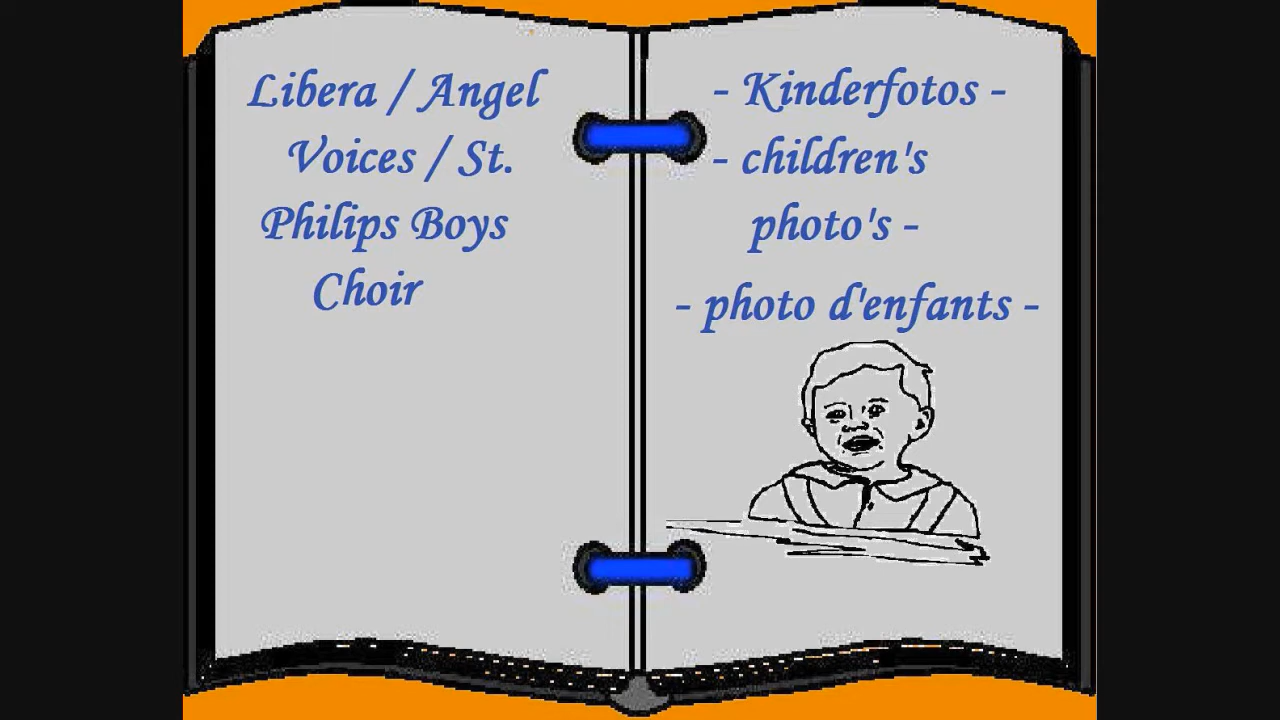 Libera / Angel
Voices / St.
Philips Boys
Choir
- Kinderfotos -
- children's
photo's -
- photo d'enfants -